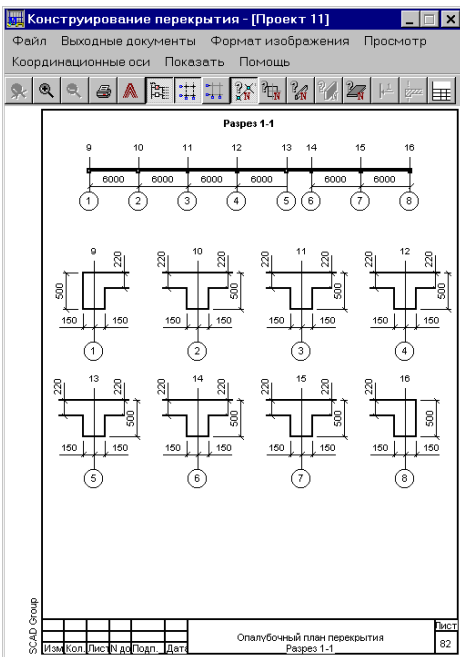 Конструирование перекрытия - [Проект 11]
Файл Выходные документы Формат изображения Просмотр
Координационные оси Показать Помощь
Разрез 1-1
9 10 11 12 13 14 15 16
6000 6000 6000 6000 6000 6000
1 2 3 4 5 6 7 8
9 10 11 12
220 220 220 220 220 220 220
500 500 500 500
150 150 150 150 150 150 150 150
1 2 3 4
13 14 15 16
220 220 220 220 220 220 220
500 500 500 500
150 150 150 150 150 150 150 150
5 6 7 8
SCAD Group
Изм Кол. Лист N до Подп. Дата
Опалубочный план перекрытия
Разрез 1-1
Лист
82